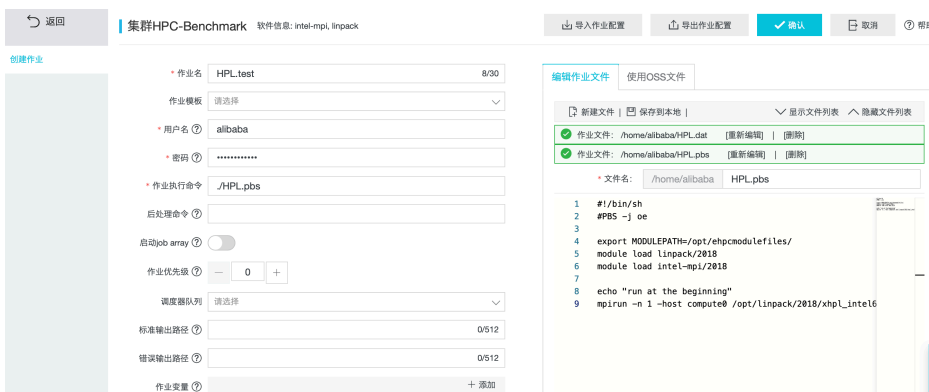 返回
集群HPC-Benchmark 软件信息: intel-mpi, linpack
导入作业配置 导出作业配置 确认 取消 帮
创建作业
* 作业名 HPL.test 8/30
作业模板 请选择
* 用户名 alibaba
* 密码 ••••••••••••
* 作业执行命令 ./HPL.pbs
后处理命令
启动job array
作业优先级 — 0 +
调度器队列 请选择
标准输出路径 0/512
错误输出路径 0/512
作业变量 + 添加
编辑作业文件 使用OSS文件
新建文件 | 保存到本地 | 显示文件列表 隐藏文件列表
作业文件: /home/alibaba/HPL.dat [重新编辑] | [删除]
作业文件: /home/alibaba/HPL.pbs [重新编辑] | [删除]
* 文件名: /home/alibaba HPL.pbs
1 #!/bin/sh
2 #PBS -j oe
3
4 export MODULEPATH=/opt/ehpcmodulefiles/
5 module load linpack/2018
6 module load intel-mpi/2018
7
8 echo "run at the beginning"
9 mpirun -n 1 -host compute0 /opt/linpack/2018/xhpl_intel6